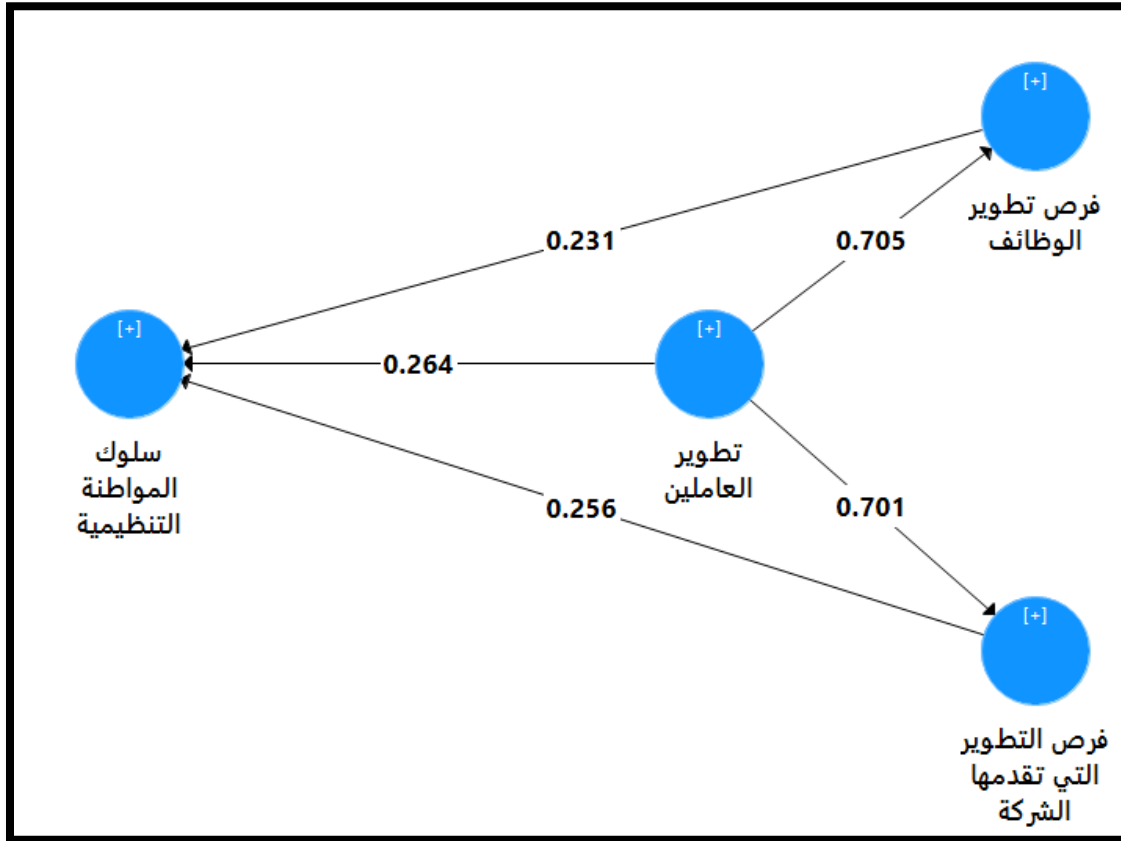 [+]
فرص تطوير
الوظائف
0.231
0.705
[+]
سلوك
المواطنة
التنظيمية
0.264
[+]
تطوير
العاملين
0.256
0.701
[+]
فرص التطوير
التي تقدمها
الشركة